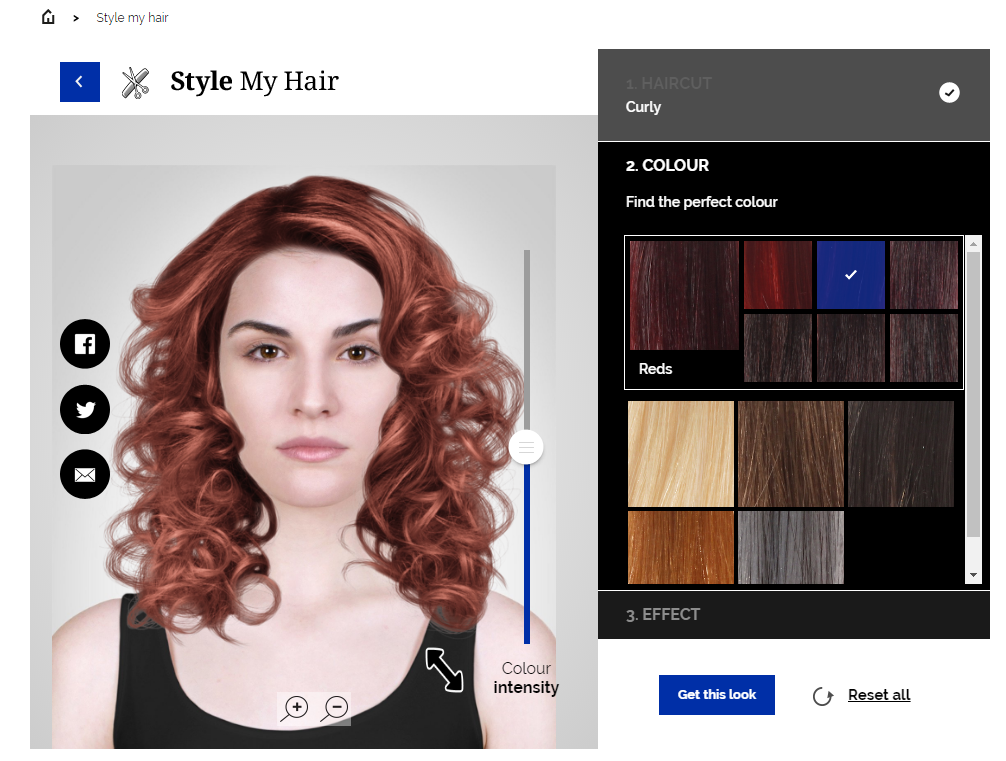 Style my hair
Style My Hair
1. HAIRCUT
Curly
2. COLOUR
Find the perfect colour
Reds
3. EFFECT
Colour
intensity
Get this look
Reset all